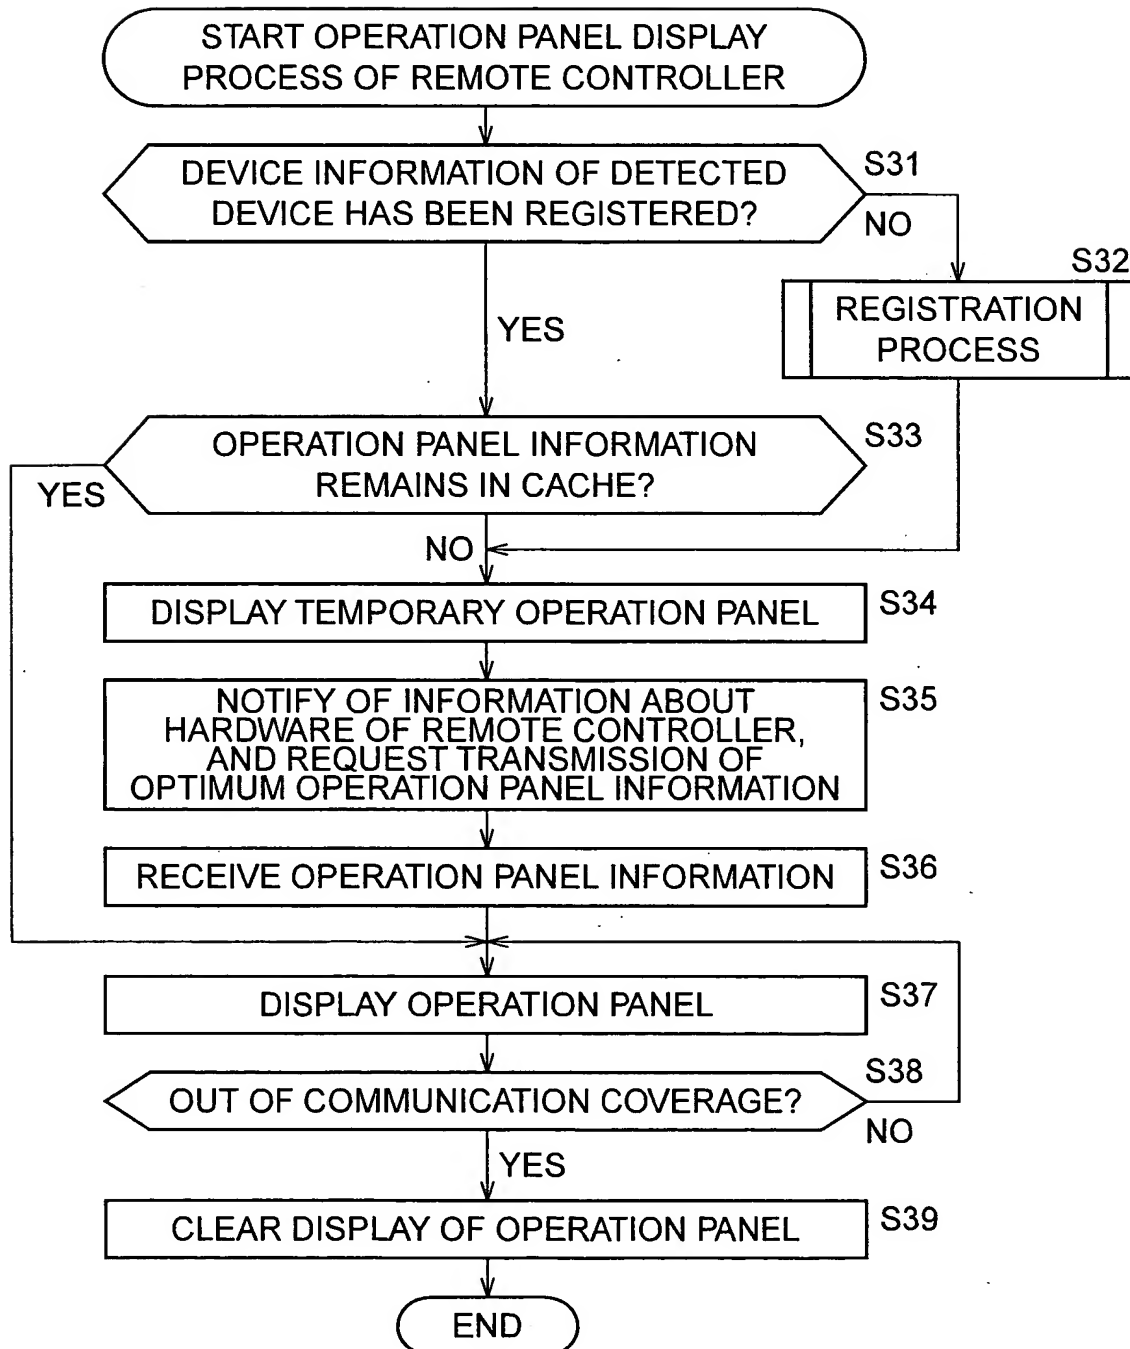 START OPERATION PANEL DISPLAY
PROCESS OF REMOTE CONTROLLER
DEVICE INFORMATION OF DETECTED
DEVICE HAS BEEN REGISTERED?
S31
NO
S32
REGISTRATION
PROCESS
YES
OPERATION PANEL INFORMATION
REMAINS IN CACHE?
S33
YES
NO
DISPLAY TEMPORARY OPERATION PANEL
S34
NOTIFY OF INFORMATION ABOUT
HARDWARE OF REMOTE CONTROLLER,
AND REQUEST TRANSMISSION OF
OPTIMUM OPERATION PANEL INFORMATION
S35
RECEIVE OPERATION PANEL INFORMATION
S36
DISPLAY OPERATION PANEL
S37
OUT OF COMMUNICATION COVERAGE?
S38
NO
YES
CLEAR DISPLAY OF OPERATION PANEL
S39
END